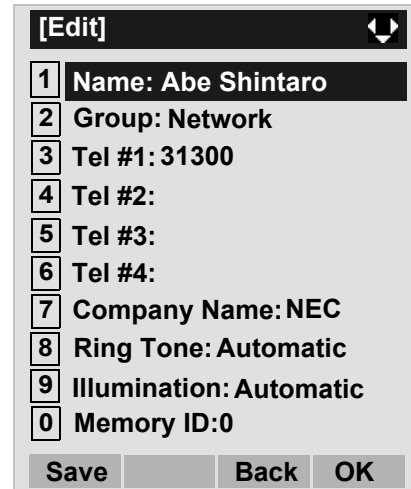 [Edit]
1 Name: Abe Shintaro
2 Group: Network
3 Tel #1: 31300
4 Tel #2:
5 Tel #3:
6 Tel #4:
7 Company Name: NEC
8 Ring Tone: Automatic
9 Illumination: Automatic
0 Memory ID:0
Save Back OK